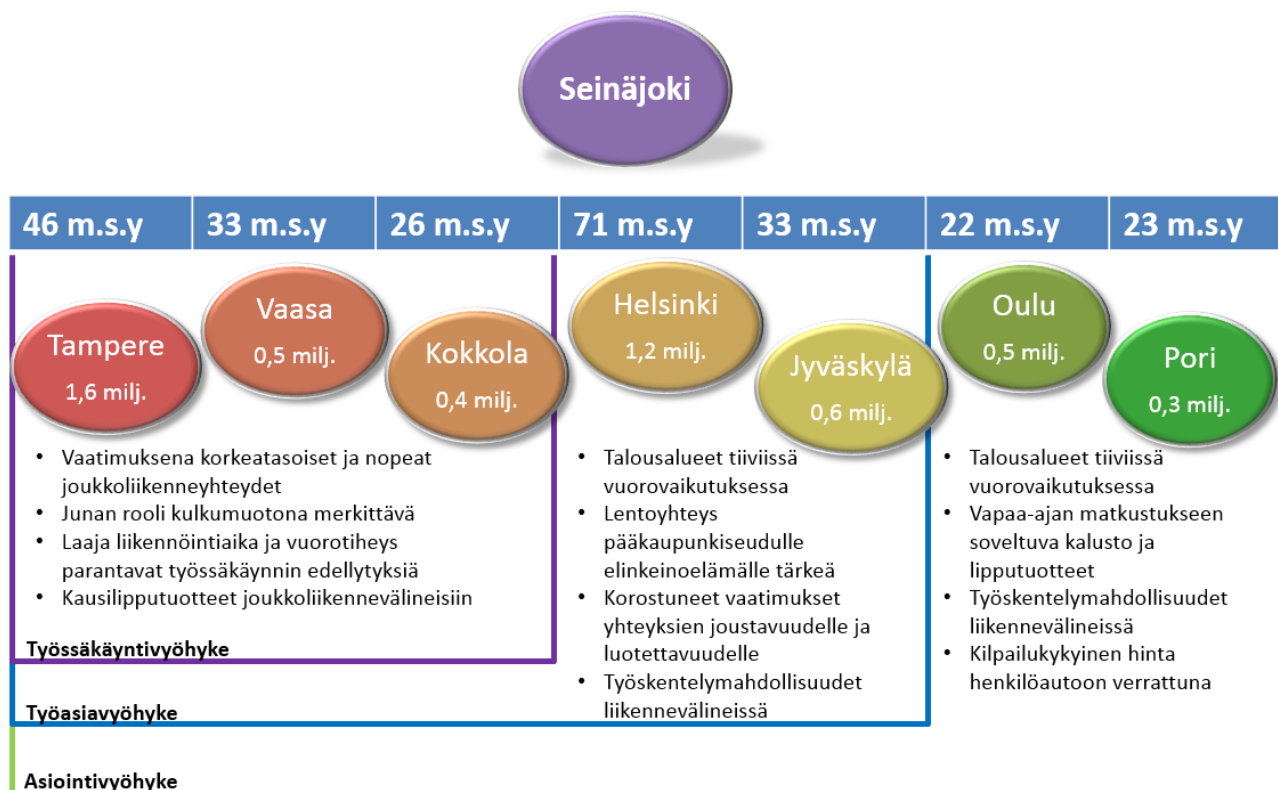 Seinäjoki
46 m.s.y
33 m.s.y
26 m.s.y
71 m.s.y
33 m.s.y
22 m.s.y
23 m.s.y
Tampere
1,6 milj.
Vaasa
0,5 milj.
Kokkola
0,4 milj.
Helsinki
1,2 milj.
Jyväskylä
0,6 milj.
Oulu
0,5 milj.
Pori
0,3 milj.
• Vaatimuksena korkeatasoiset ja nopeat
joukkoliikenneyhteydet
• Junan rooli kulkumuotona merkittävä
• Laaja liikennöintiaika ja vuorotiheys
parantavat työssäkäynnin edellytyksiä
• Kausilipputuotteet joukkoliikennevälineisiin
Työssäkäyntivyöhyke
• Talousalueet tiiviissä
vuorovaikutuksessa
• Lentoyhteys
pääkaupunkiseudulle
elinkeinoelämälle tärkeä
• Korostuneet vaatimukset
yhteyksien joustavuudelle ja
luotettavuudelle
• Työskentelymahdollisuudet
liikennevälineissä
Työasiavyöhyke
• Talousalueet tiiviissä
vuorovaikutuksessa
• Vapaa-ajan matkustukseen
soveltuva kalusto ja
lipputuotteet
• Työskentelymahdollisuudet
liikennevälineissä
• Kilpailukykyinen hinta
henkilöautoon verrattuna
Asiointivyöhyke